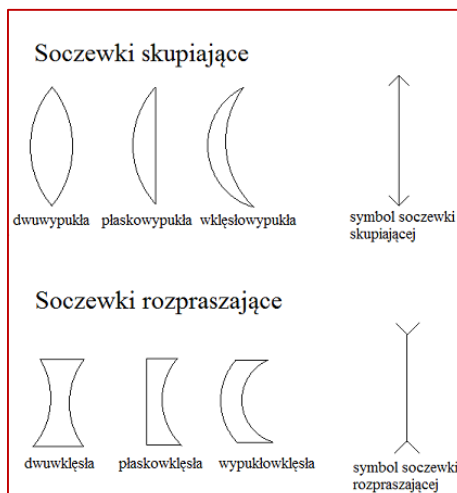 Soczewki skupiające
dwuwypukła płaskowypukła wklęsłowypukła
symbol soczewki
skupiającej
Soczewki rozpraszające
dwuwklęsła płaskowklęsła wypukłowklęsła
symbol soczewki
rozpraszającej